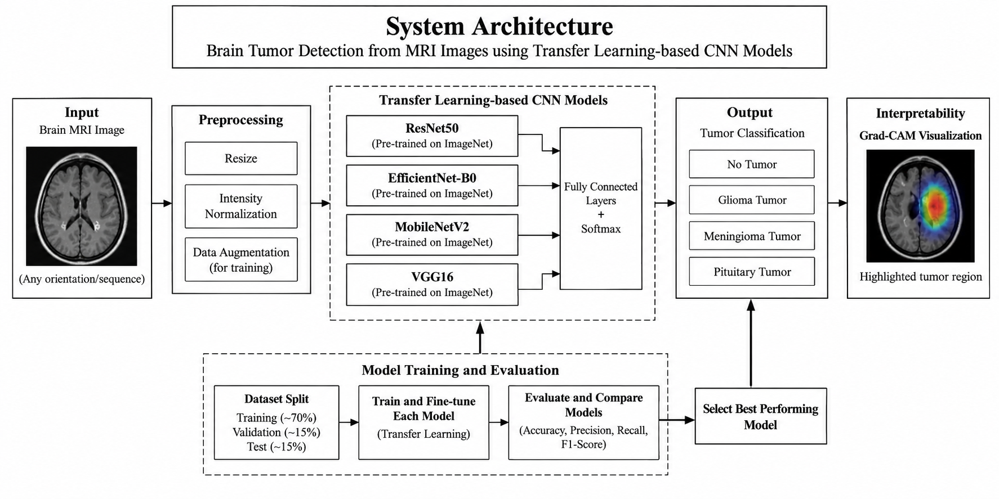 System Architecture
Brain Tumor Detection from MRI Images using Transfer Learning-based CNN Models
Input
Brain MRI Image
(Any orientation/sequence)
Preprocessing
Resize
Intensity
Normalization
Data Augmentation
(for training)
Transfer Learning-based CNN Models
ResNet50
(Pre-trained on ImageNet)
EfficientNet-B0
(Pre-trained on ImageNet)
MobileNetV2
(Pre-trained on ImageNet)
VGG16
(Pre-trained on ImageNet)
Fully Connected
Layers
+
Softmax
Output
Tumor Classification
No Tumor
Glioma Tumor
Meningioma Tumor
Pituitary Tumor
Interpretability
Grad-CAM Visualization
Highlighted tumor region
Model Training and Evaluation
Dataset Split
Training (~70%)
Validation (~15%)
Test (~15%)
Train and Fine-tune
Each Model
(Transfer Learning)
Evaluate and Compare
Models
(Accuracy, Precision, Recall,
F1-Score)
Select Best Performing
Model